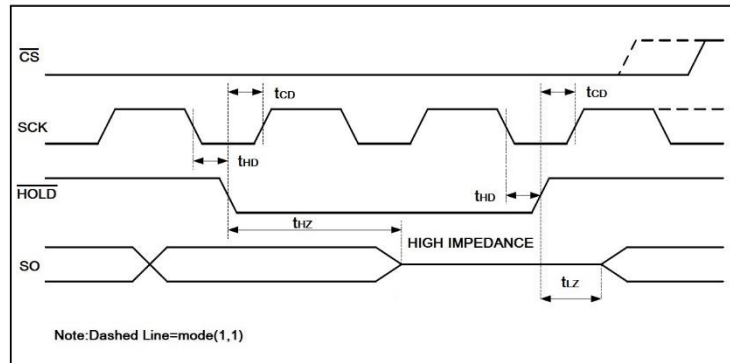 CS
tCD
tCD
SCK
tHD
HOLD
tHD
tHZ
HIGH IMPEDANCE
SO
tLZ
Note:Dashed Line=mode(1,1)